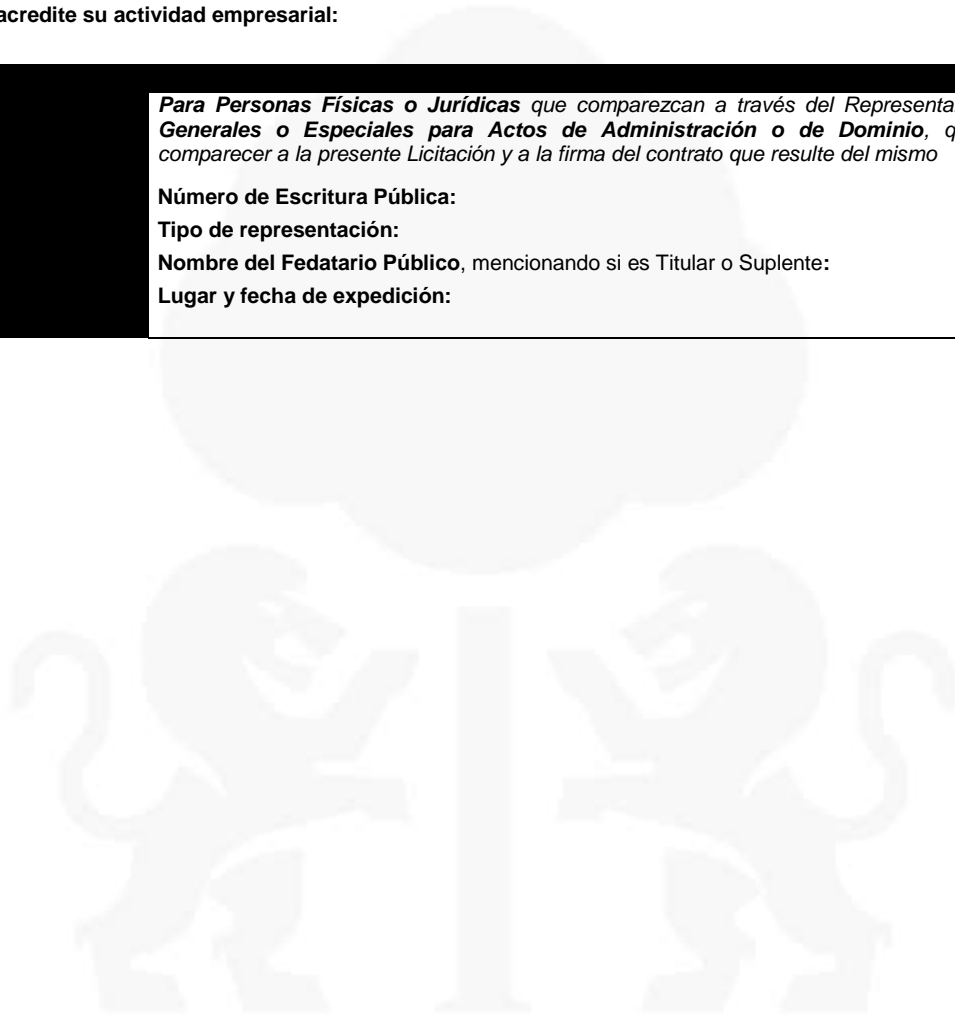 acredite su actividad empresarial:
Para Personas Físicas o Jurídicas que comparezcan a través del
Generales o Especiales para Actos de Administración o de Dominio,
comparecer a la presente Licitación y a la firma del contrato que resulte del mismo
Número de Escritura Pública:
Tipo de representación:
Nombre del Fedatario Público, mencionando si es Titular o Suplente:
Lugar y fecha de expedición: